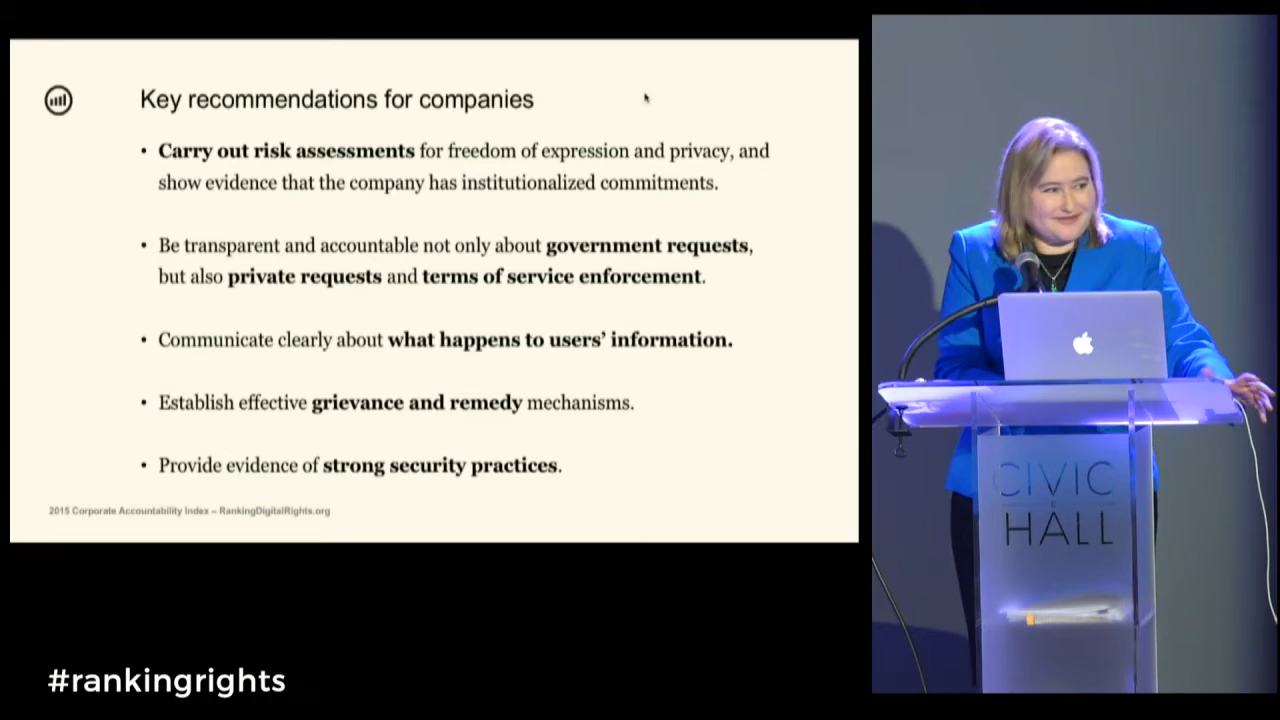 Key recommendations for companies
• Carry out risk assessments for freedom of expression and privacy, and
show evidence that the company has institutionalized commitments.
• Be transparent and accountable not only about government requests,
but also private requests and terms of service enforcement.
• Communicate clearly about what happens to users’ information.
• Establish effective grievance and remedy mechanisms.
• Provide evidence of strong security practices.
2015 Corporate Accountability Index – RankingDigitalRights.org
CIVIC
HALL
#rankingrights